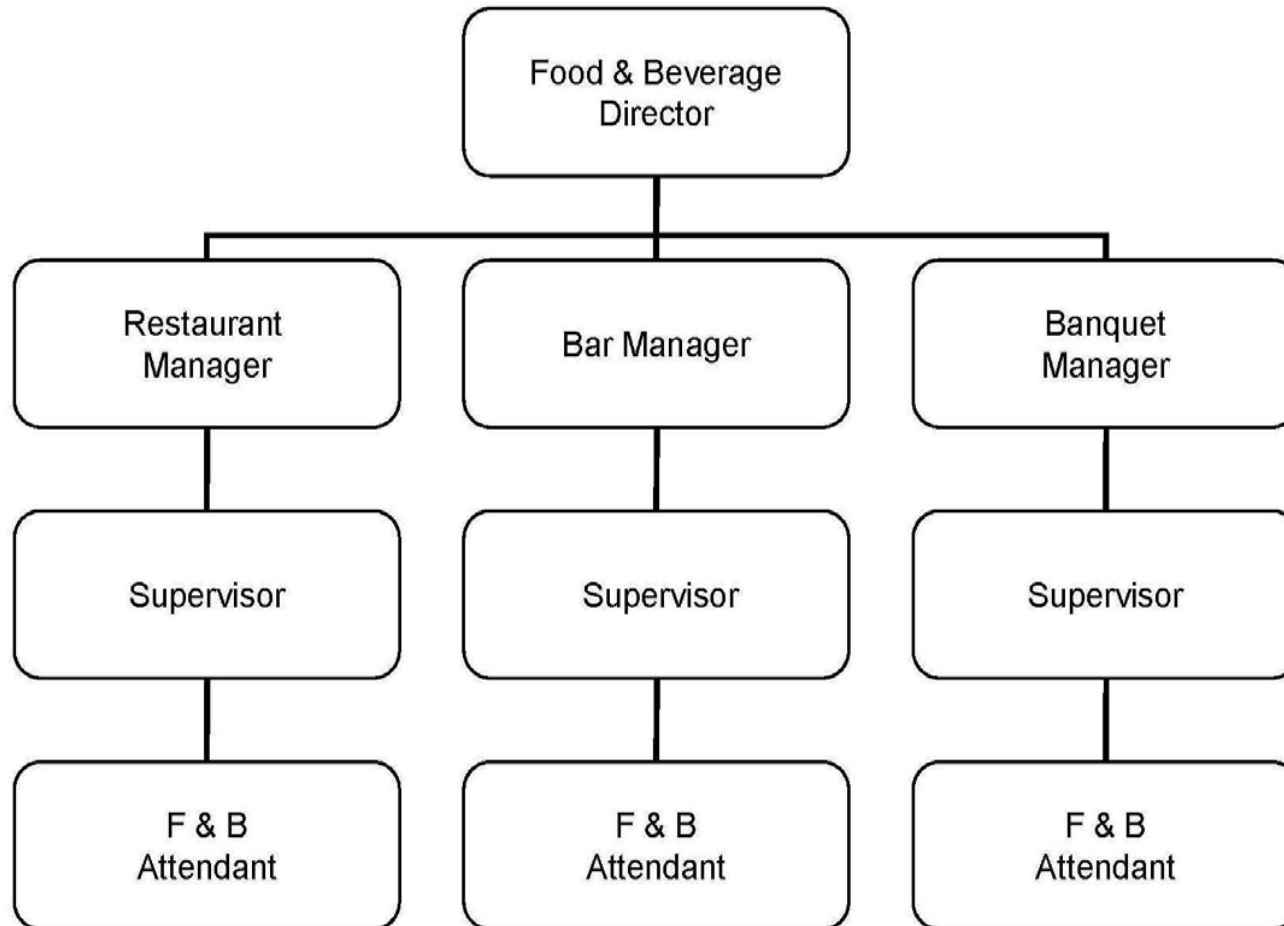 Food & Beverage
Director
Restaurant
Manager
Bar Manager
Banquet
Manager
Supervisor
Supervisor
Supervisor
F & B
Attendant
F & B
Attendant
F & B
Attendant